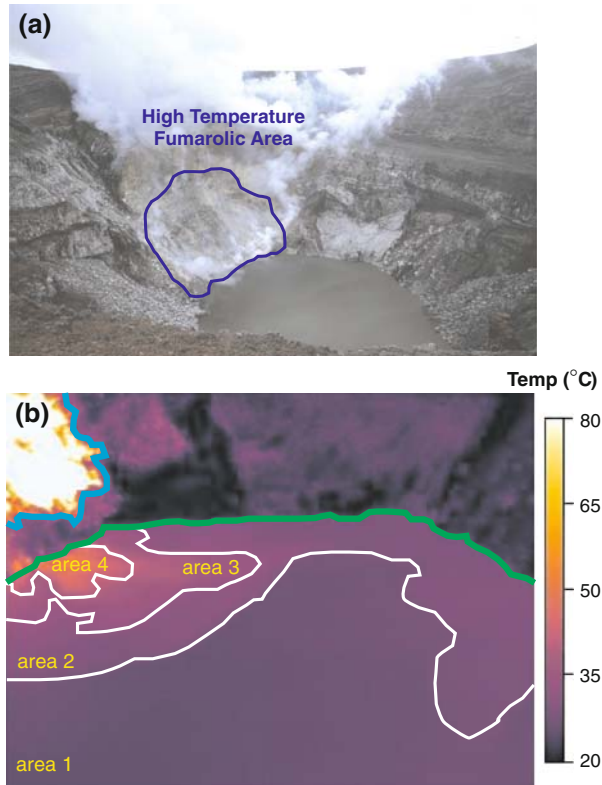 (a)
High Temperature
Fumarolic Area
Temp (°C)
(b)
80
65
50
35
20
area 4
area 3
area 2
area 1